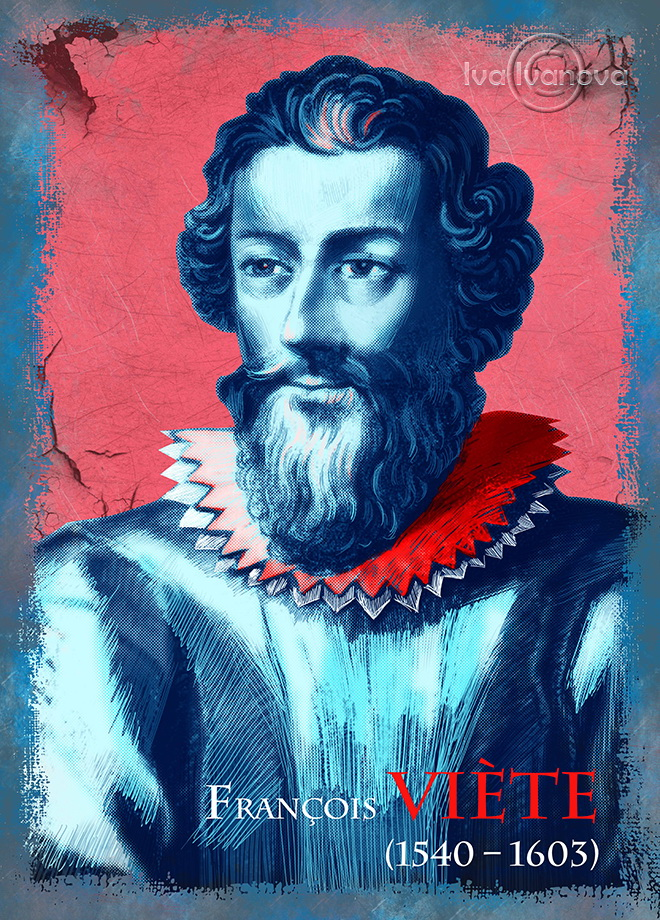 Iva Ivanova
François VIÈTE
(1540 – 1603)